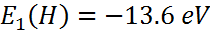 E₁(H) = −13.6 eV